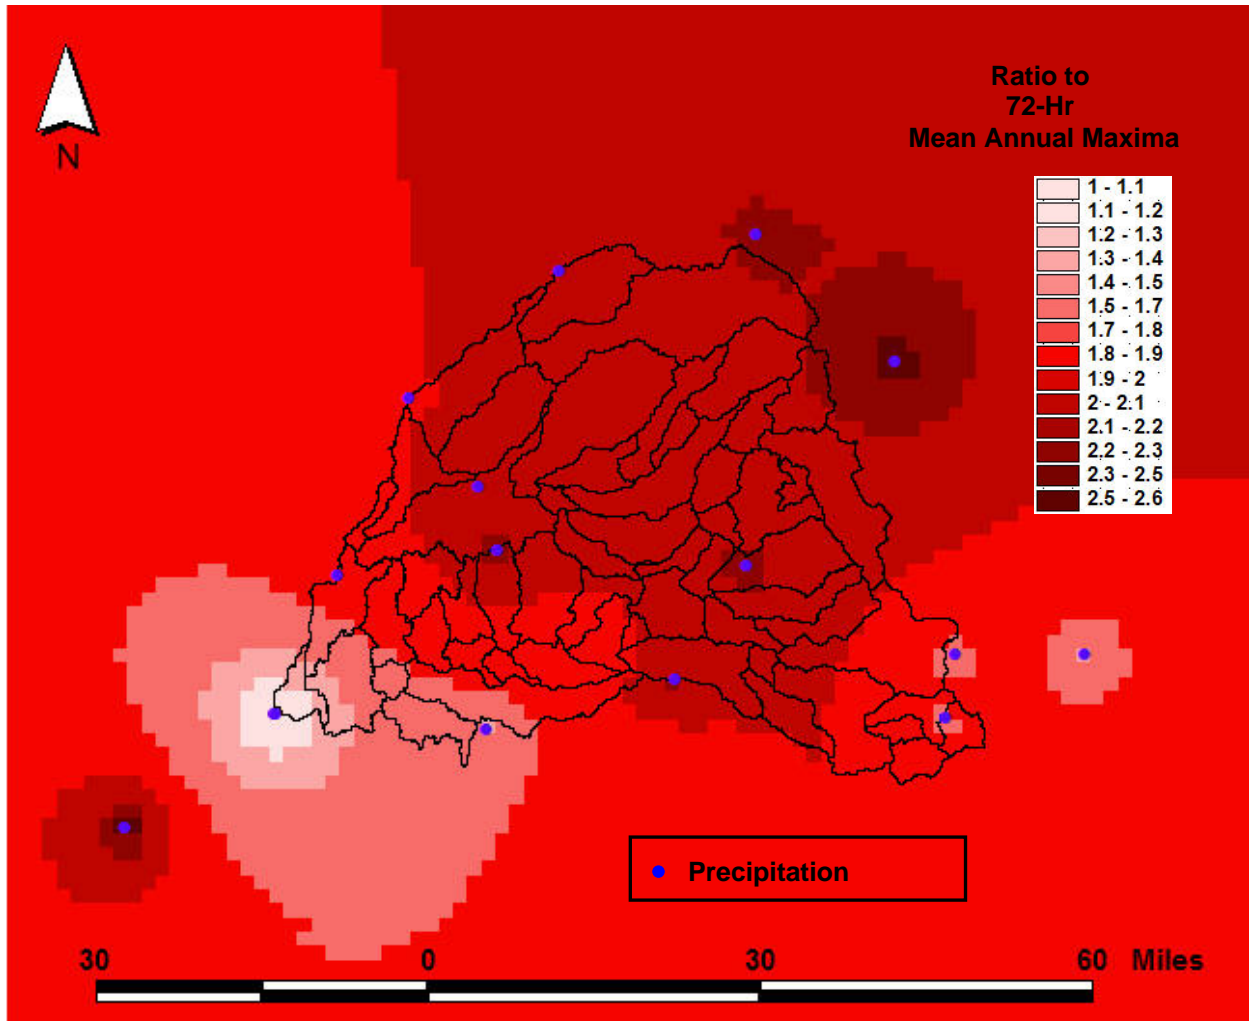 N
Ratio to
72-Hr
Mean Annual Maxima
1 - 1.1
1.1 - 1.2
1.2 - 1.3
1.3 - 1.4
1.4 - 1.5
1.5 - 1.7
1.7 - 1.8
1.8 - 1.9
1.9 - 2
2 - 2.1
2.1 - 2.2
2.2 - 2.3
2.3 - 2.5
2.5 - 2.6
Precipitation
30 0 30 60 Miles